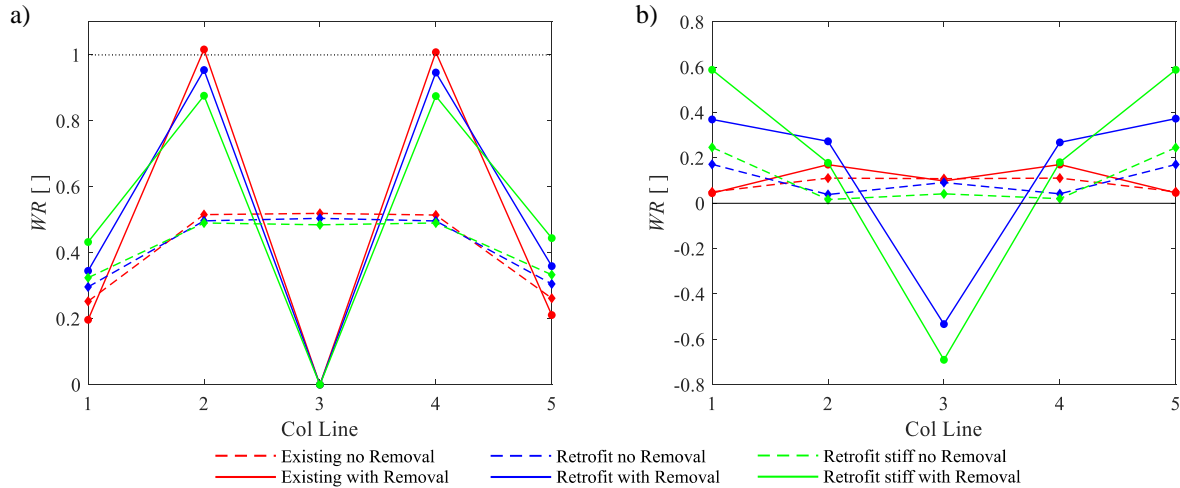 a)
1
0.8
0.6
0.4
0.2
0
WR [ ]
1 2 3 4 5
Col Line
b)
0.8
0.6
0.4
0.2
0
-0.2
-0.4
-0.6
-0.8
WR [ ]
1 2 3 4 5
Col Line
Existing no Removal Retrofit no Removal Retrofit stiff no Removal
Existing with Removal Retrofit with Removal Retrofit stiff with Removal